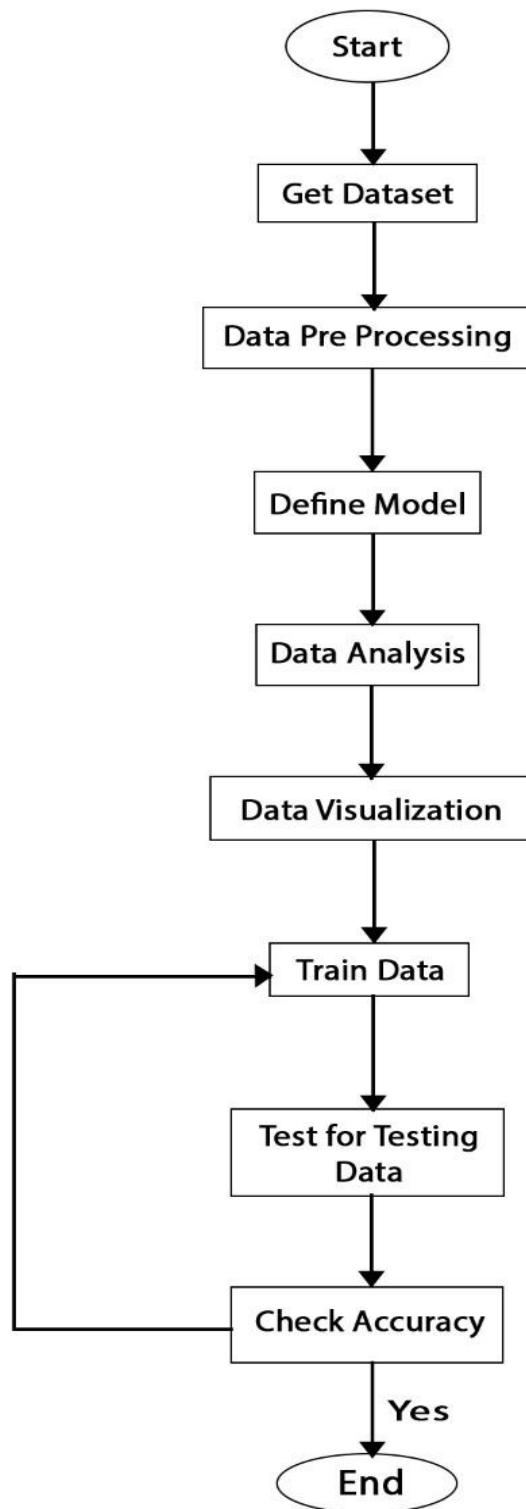 Start
Get Dataset
Data Pre Processing
Define Model
Data Analysis
Data Visualization
Train Data
Test for Testing
Data
Check Accuracy
Yes
End